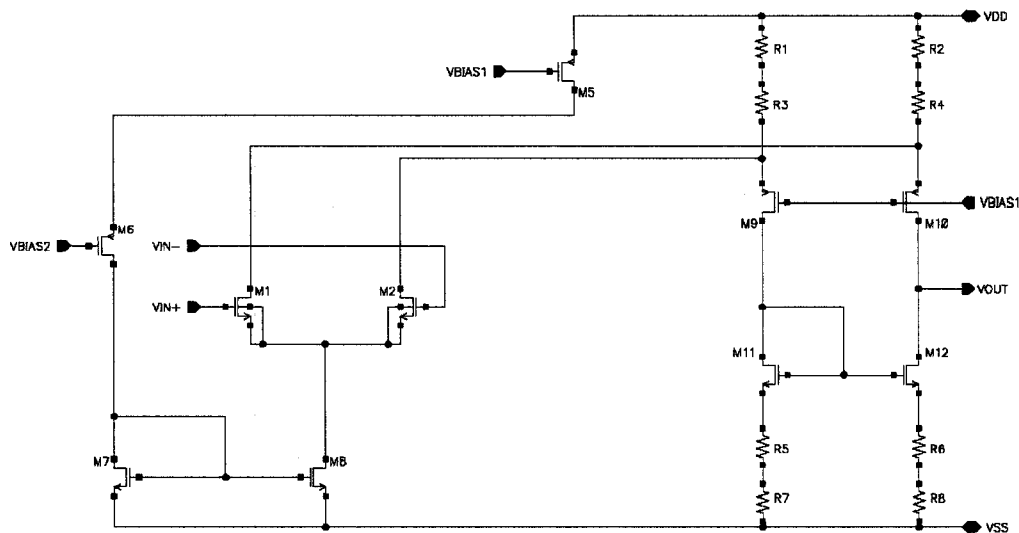 VDD
R1
R2
VBIAS1
M5
R3
R4
M6
M9
M10
VBIAS1
VBIAS2
VIN-
M1
M2
VOUT
VIN+
M11
M12
R5
R6
M7
M8
R7
R8
VSS